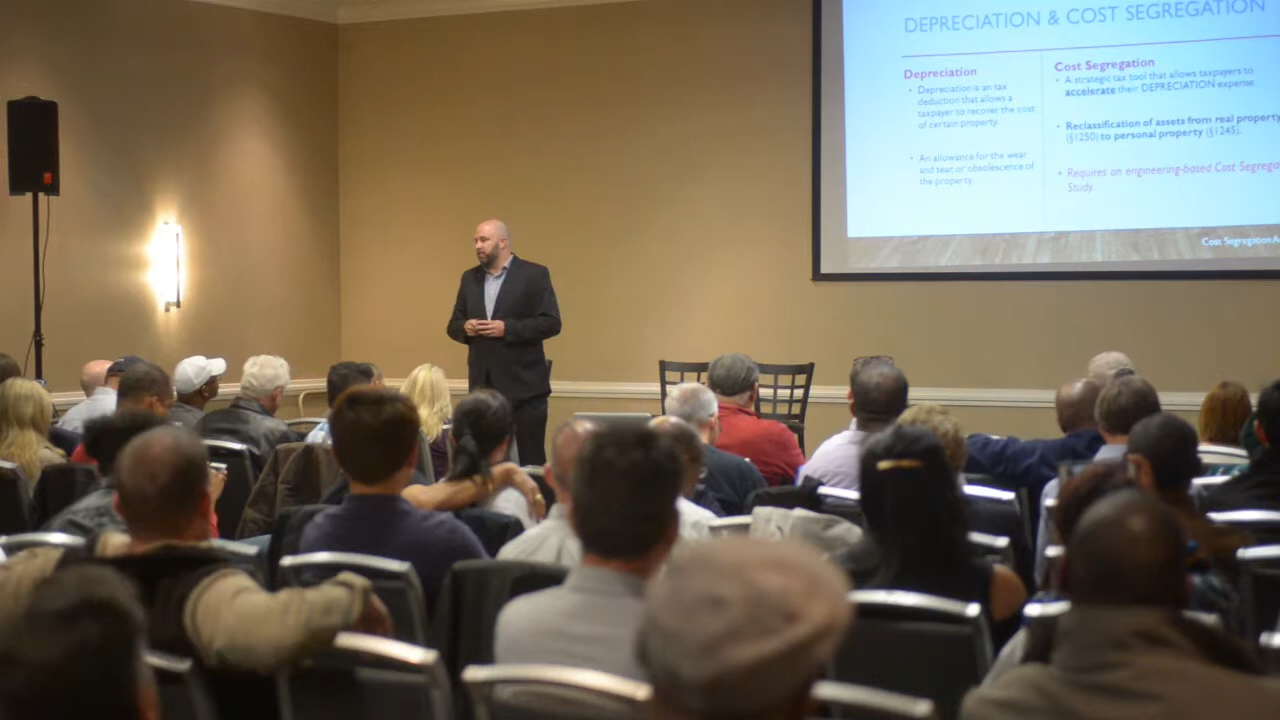 DEPRECIATION & COST SEGREGATION
Depreciation
• Depreciation is an tax
deduction that allows a
taxpayer to recover the cost
of certain property.
• An allowance for the wear
and tear, or obsolescence of
the property
Cost Segregation
• A strategic tax tool that allows taxpayers to
accelerate their DEPRECIATION expense.
• Reclassification of assets from real property
(§1250) to personal property (§1245).
• Requires an engineering-based Cost Segrega
Study.
Cost Segregation A